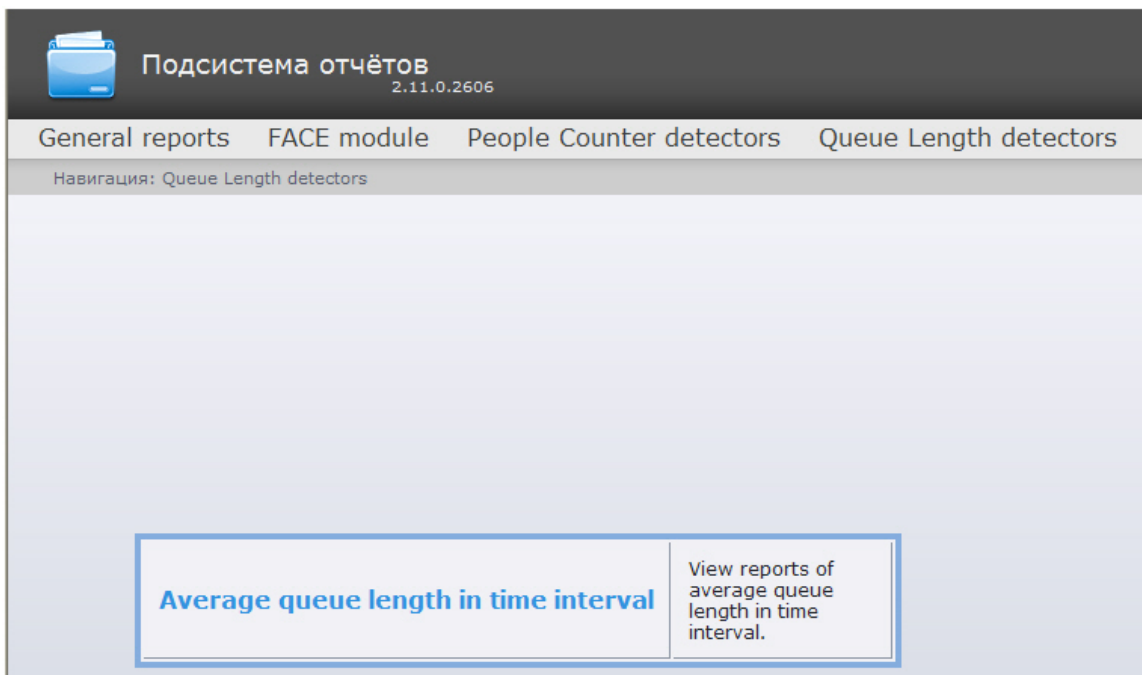 Подсистема отчётов
2.11.0.2606
General reports FACE module People Counter detectors Queue Length detectors
Навигация: Queue Length detectors
Average queue length in time interval
View reports of
average queue
length in time
interval.